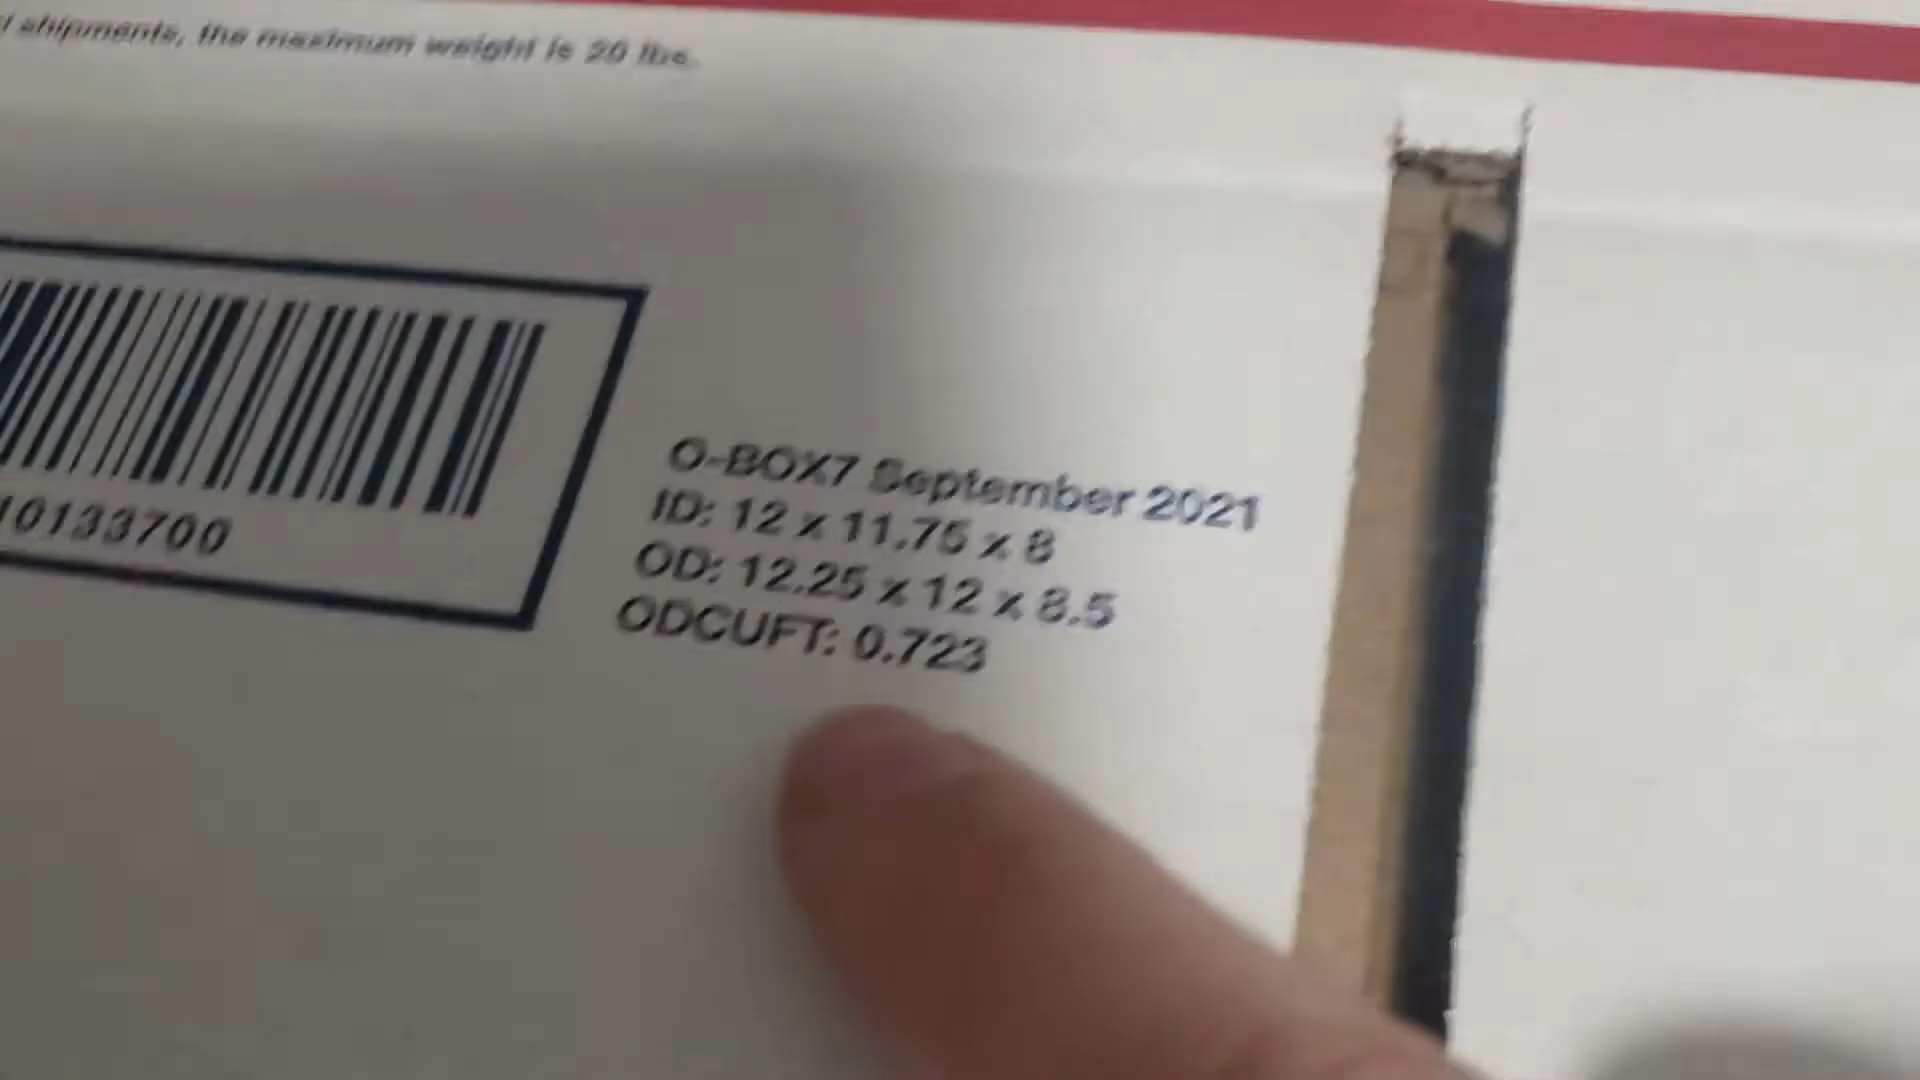 shipments, the maximum weight is 20 lbs.
10133700
O-BOX7 September 2021
ID: 12 x 11.75 x 8
OD: 12.25 x 12 x 8.5
ODCUFT: 0.723